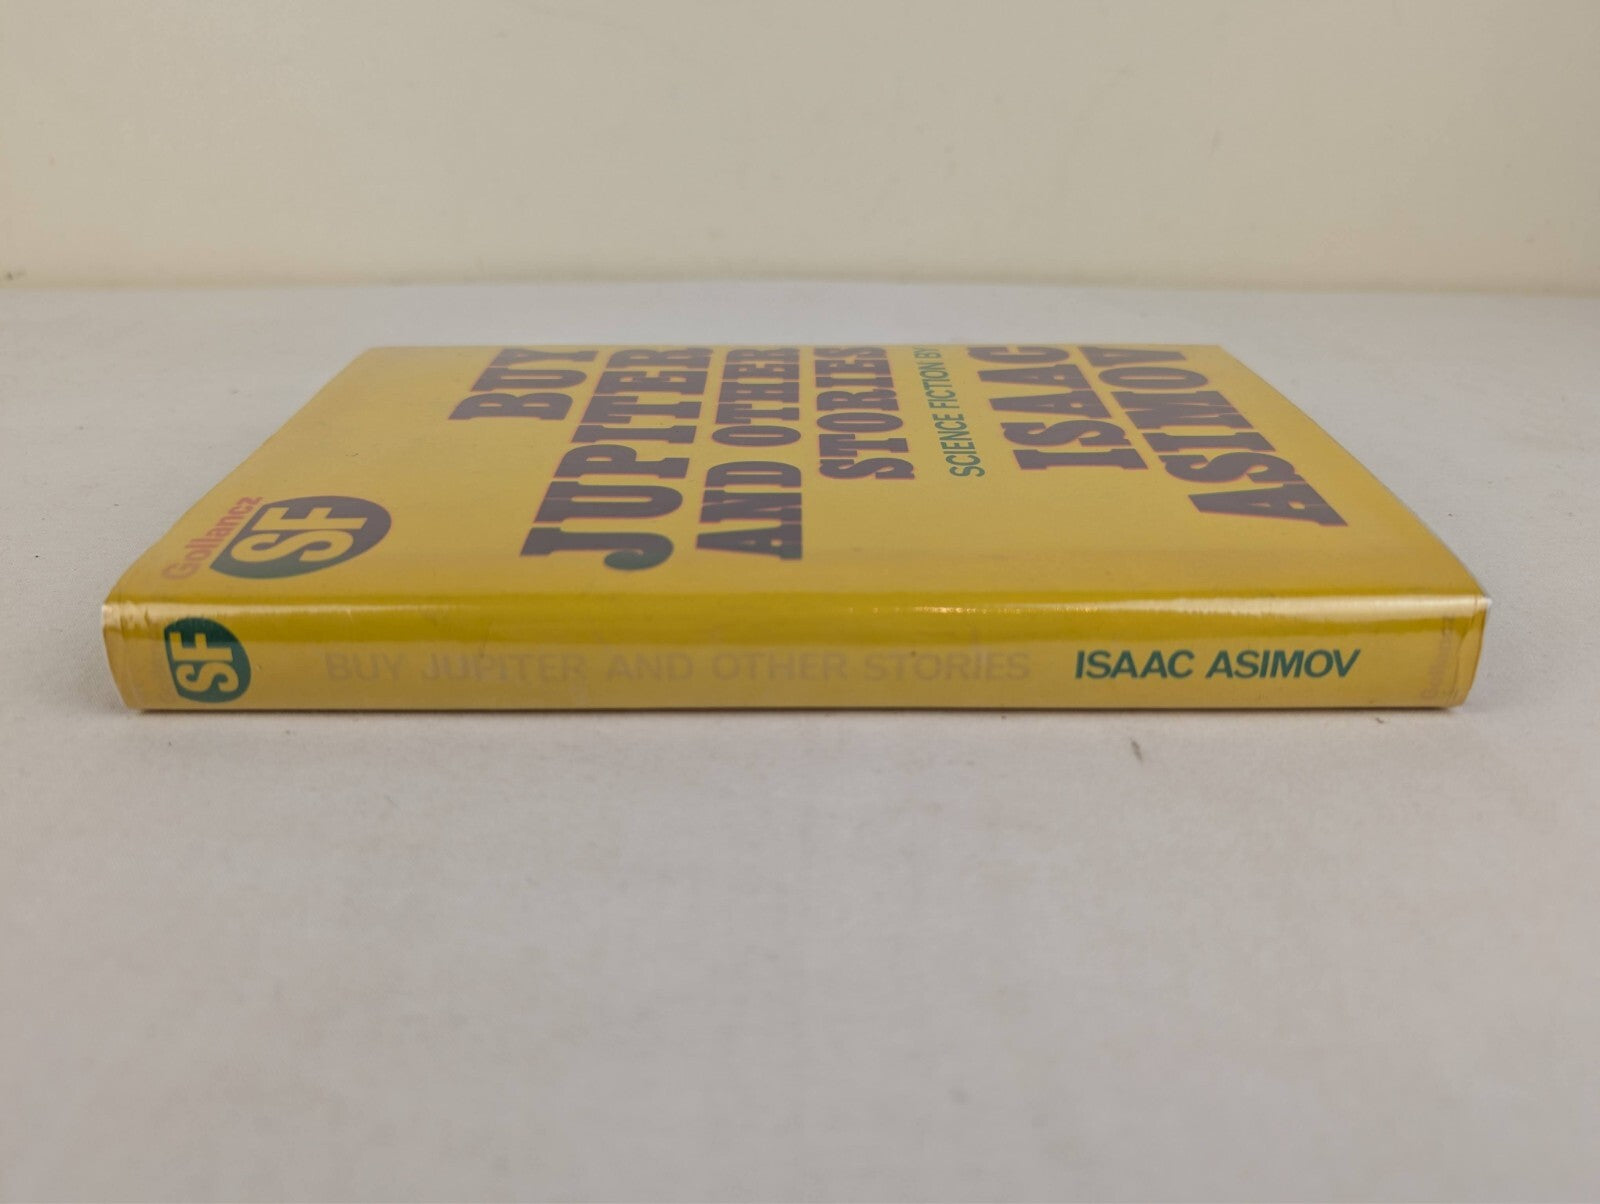 Gollancz
SF
BUY
JUPITER
AND OTHER
STORIES
SCIENCE FICTION BY
ISAAC
ASIMOV
SF
BUY JUPITER AND OTHER STORIES
ISAAC ASIMOV
Gollancz